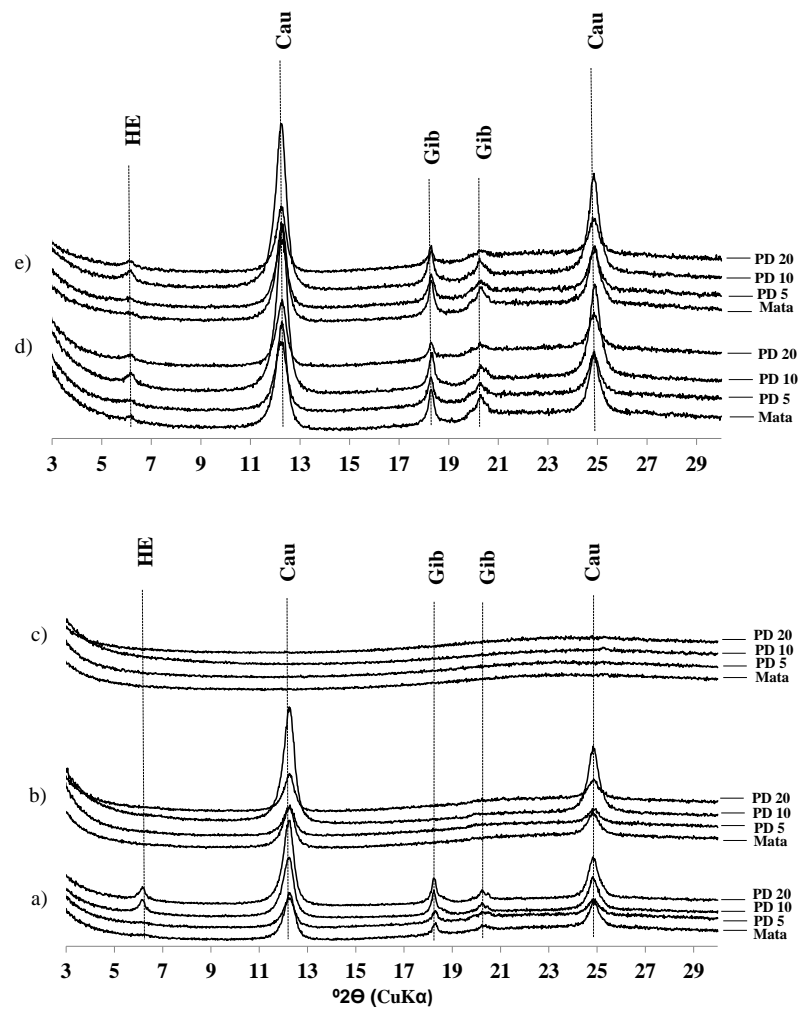 HE
Cau
Gib
Gib
Cau
e)
PD 20
PD 10
PD 5
Mata
d)
PD 20
PD 10
PD 5
Mata
3 5 7 9 11 13 15 17 19 21 23 25 27 29
HE
Cau
Gib
Gib
Cau
c)
PD 20
PD 10
PD 5
Mata
b)
PD 20
PD 10
PD 5
Mata
a)
PD 20
PD 10
PD 5
Mata
3 5 7 9 11 13 15 17 19 21 23 25 27 29
⁰2Ɵ (CuKα)